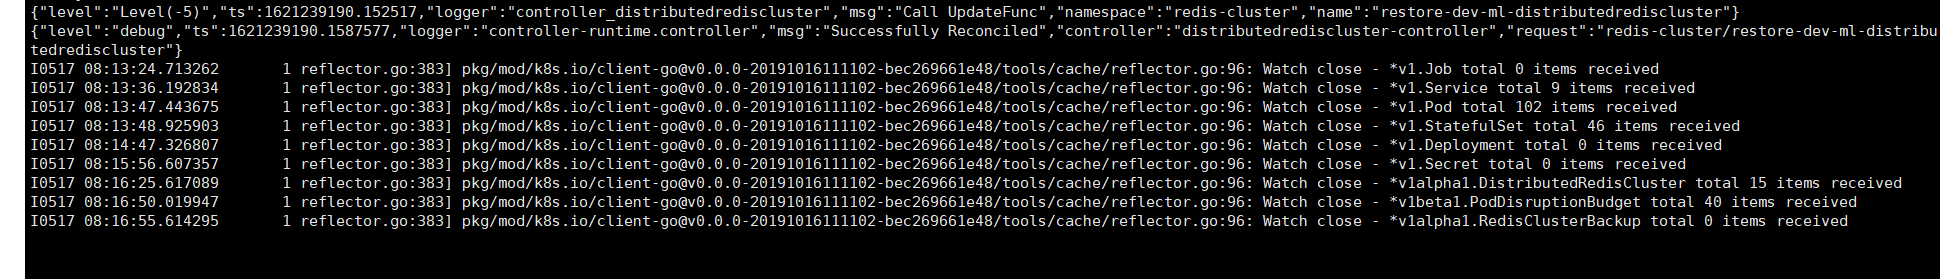 {"level":"Level(-5)","ts":1621239190.152517,"logger":"controller_distributedrediscluster","msg":"Call UpdateFunc","namespace":"redis-cluster","name":"restore-dev-ml-distributedrediscluster"}
{"level":"debug","ts":1621239190.1587577,"logger":"controller-runtime.controller","msg":"Successfully Reconciled","controller":"distributedrediscluster-controller","request":"redis-cluster/restore-dev-ml-distribu
tedrediscluster"}
I0517 08:13:24.713262       1 reflector.go:383] pkg/mod/k8s.io/client-go@v0.0.0-20191016111102-bec269661e48/tools/cache/reflector.go:96: Watch close - *v1.Job total 0 items received
I0517 08:13:36.192834       1 reflector.go:383] pkg/mod/k8s.io/client-go@v0.0.0-20191016111102-bec269661e48/tools/cache/reflector.go:96: Watch close - *v1.Service total 9 items received
I0517 08:13:47.443675       1 reflector.go:383] pkg/mod/k8s.io/client-go@v0.0.0-20191016111102-bec269661e48/tools/cache/reflector.go:96: Watch close - *v1.Pod total 102 items received
I0517 08:13:48.925903       1 reflector.go:383] pkg/mod/k8s.io/client-go@v0.0.0-20191016111102-bec269661e48/tools/cache/reflector.go:96: Watch close - *v1.StatefulSet total 46 items received
I0517 08:14:47.326807       1 reflector.go:383] pkg/mod/k8s.io/client-go@v0.0.0-20191016111102-bec269661e48/tools/cache/reflector.go:96: Watch close - *v1.Deployment total 0 items received
I0517 08:15:56.607357       1 reflector.go:383] pkg/mod/k8s.io/client-go@v0.0.0-20191016111102-bec269661e48/tools/cache/reflector.go:96: Watch close - *v1.Secret total 0 items received
I0517 08:16:25.617089       1 reflector.go:383] pkg/mod/k8s.io/client-go@v0.0.0-20191016111102-bec269661e48/tools/cache/reflector.go:96: Watch close - *v1alpha1.DistributedRedisCluster total 15 items received
I0517 08:16:50.019947       1 reflector.go:383] pkg/mod/k8s.io/client-go@v0.0.0-20191016111102-bec269661e48/tools/cache/reflector.go:96: Watch close - *v1beta1.PodDisruptionBudget total 40 items received
I0517 08:16:55.614295       1 reflector.go:383] pkg/mod/k8s.io/client-go@v0.0.0-20191016111102-bec269661e48/tools/cache/reflector.go:96: Watch close - *v1alpha1.RedisClusterBackup total 0 items received